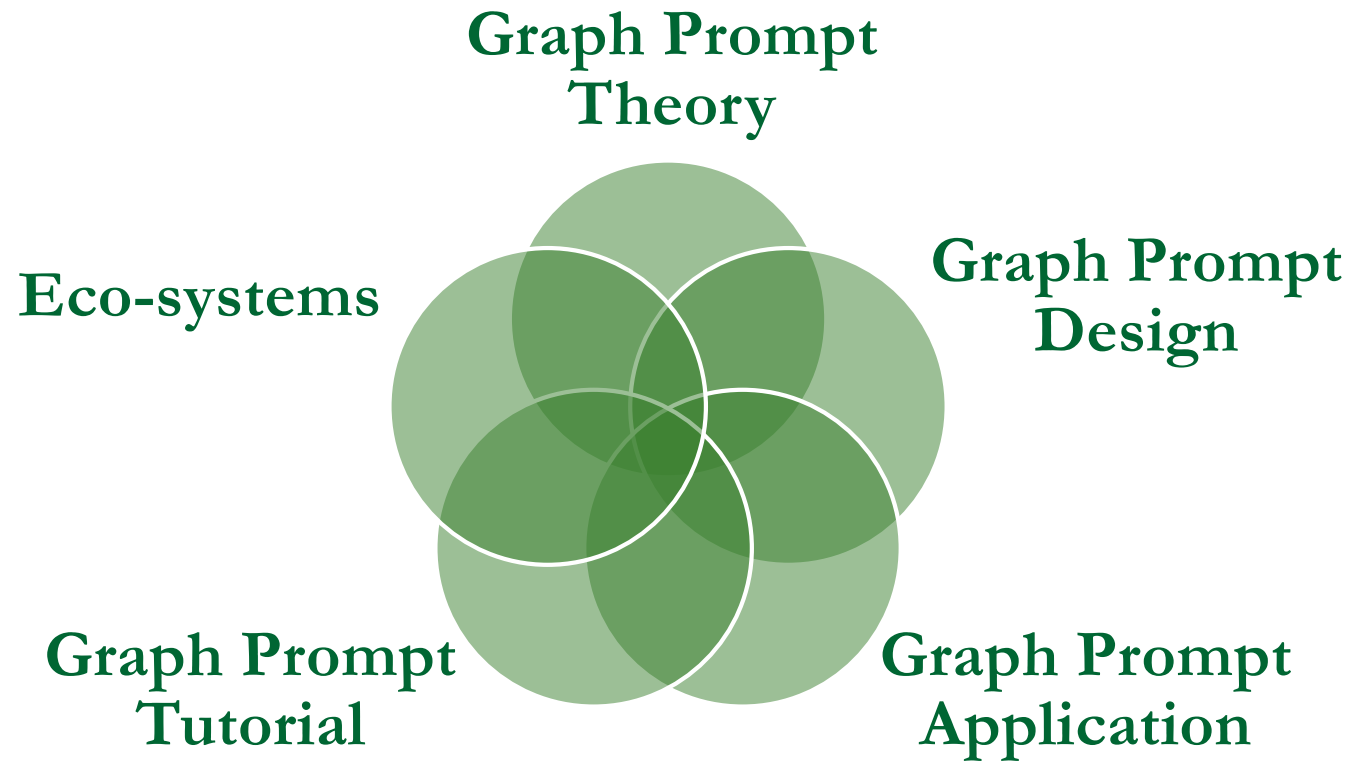 Graph Prompt
Theory
Graph Prompt
Design
Eco-systems
Graph Prompt
Tutorial
Graph Prompt
Application